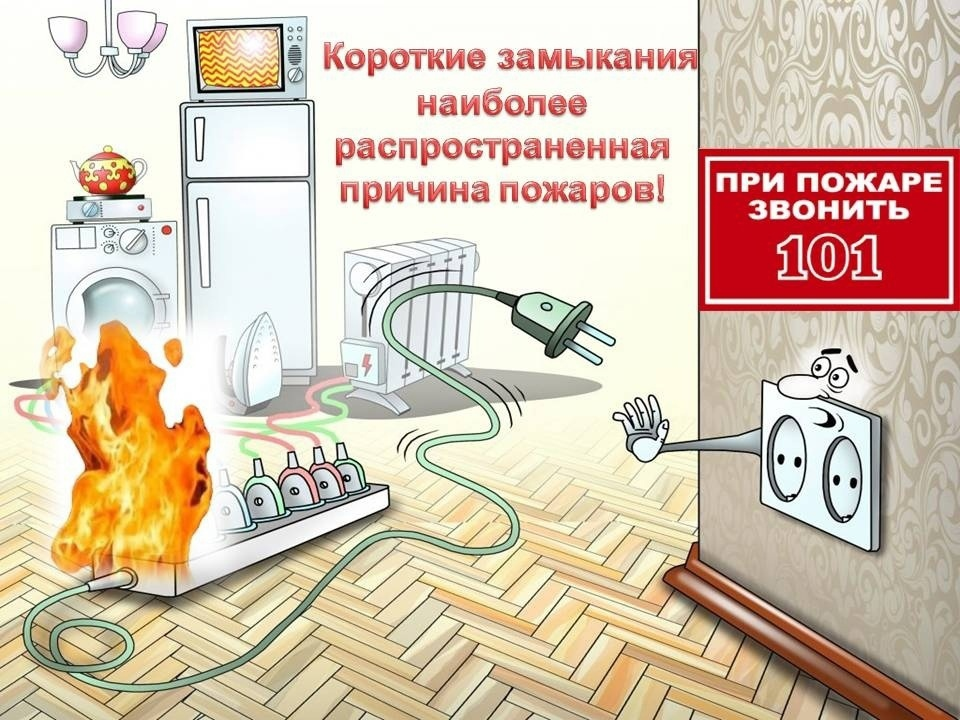 Короткие замыкания
наиболее
распространенная
причина пожаров!
ПРИ ПОЖАРЕ
ЗВОНИТЬ
101